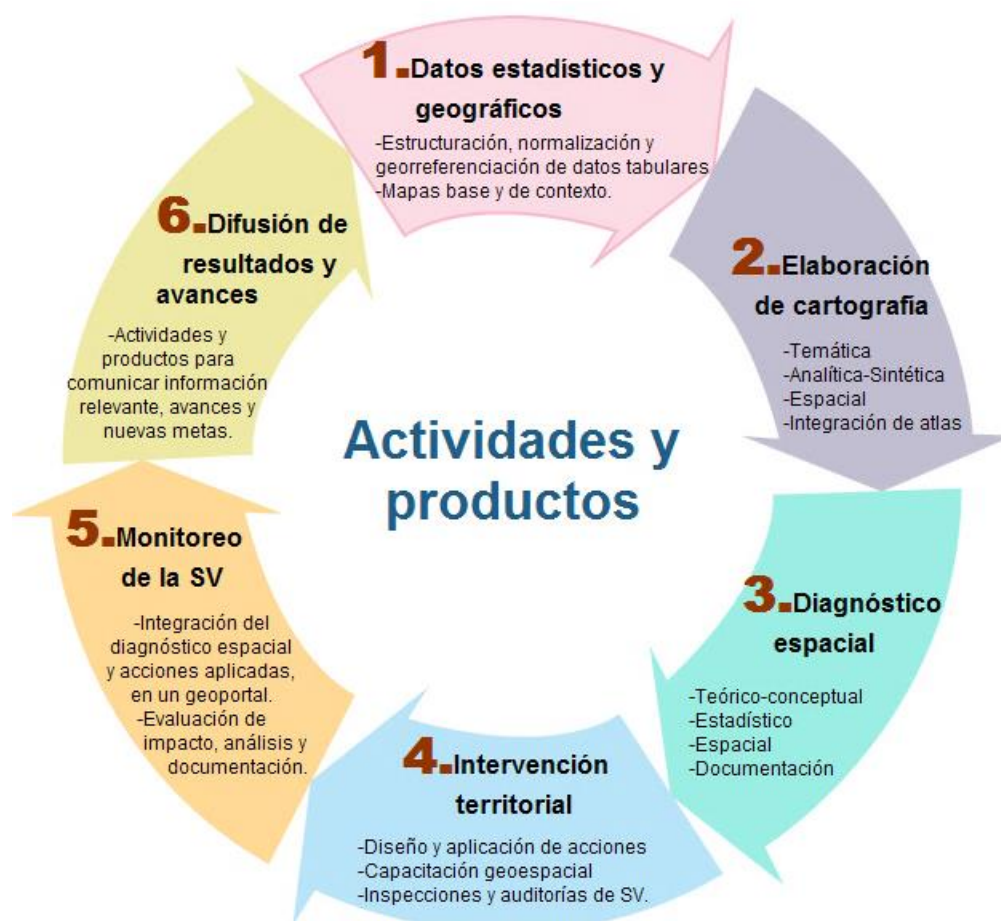 1.Datos estadísticos y
geográficos
-Estructuración, normalización y
georreferenciación de datos tabulares
-Mapas base y de contexto.
2.Elaboración
de cartografía
-Temática
-Analítica-Sintética
-Espacial
-Integración de atlas
3.Diagnóstico
espacial
-Teórico-conceptual
-Estadístico
-Espacial
-Documentación
4.Intervención
territorial
-Diseño y aplicación de acciones
-Capacitación geoespacial
-Inspecciones y auditorías de SV.
5.Monitoreo
de la SV
-Integración del
diagnóstico espacial
y acciones aplicadas,
en un geoportal.
-Evaluación de
impacto, análisis y
documentación.
6.Difusión de
resultados y
avances
-Actividades y
productos para
comunicar información
relevante, avances y
nuevas metas.
Actividades y
productos